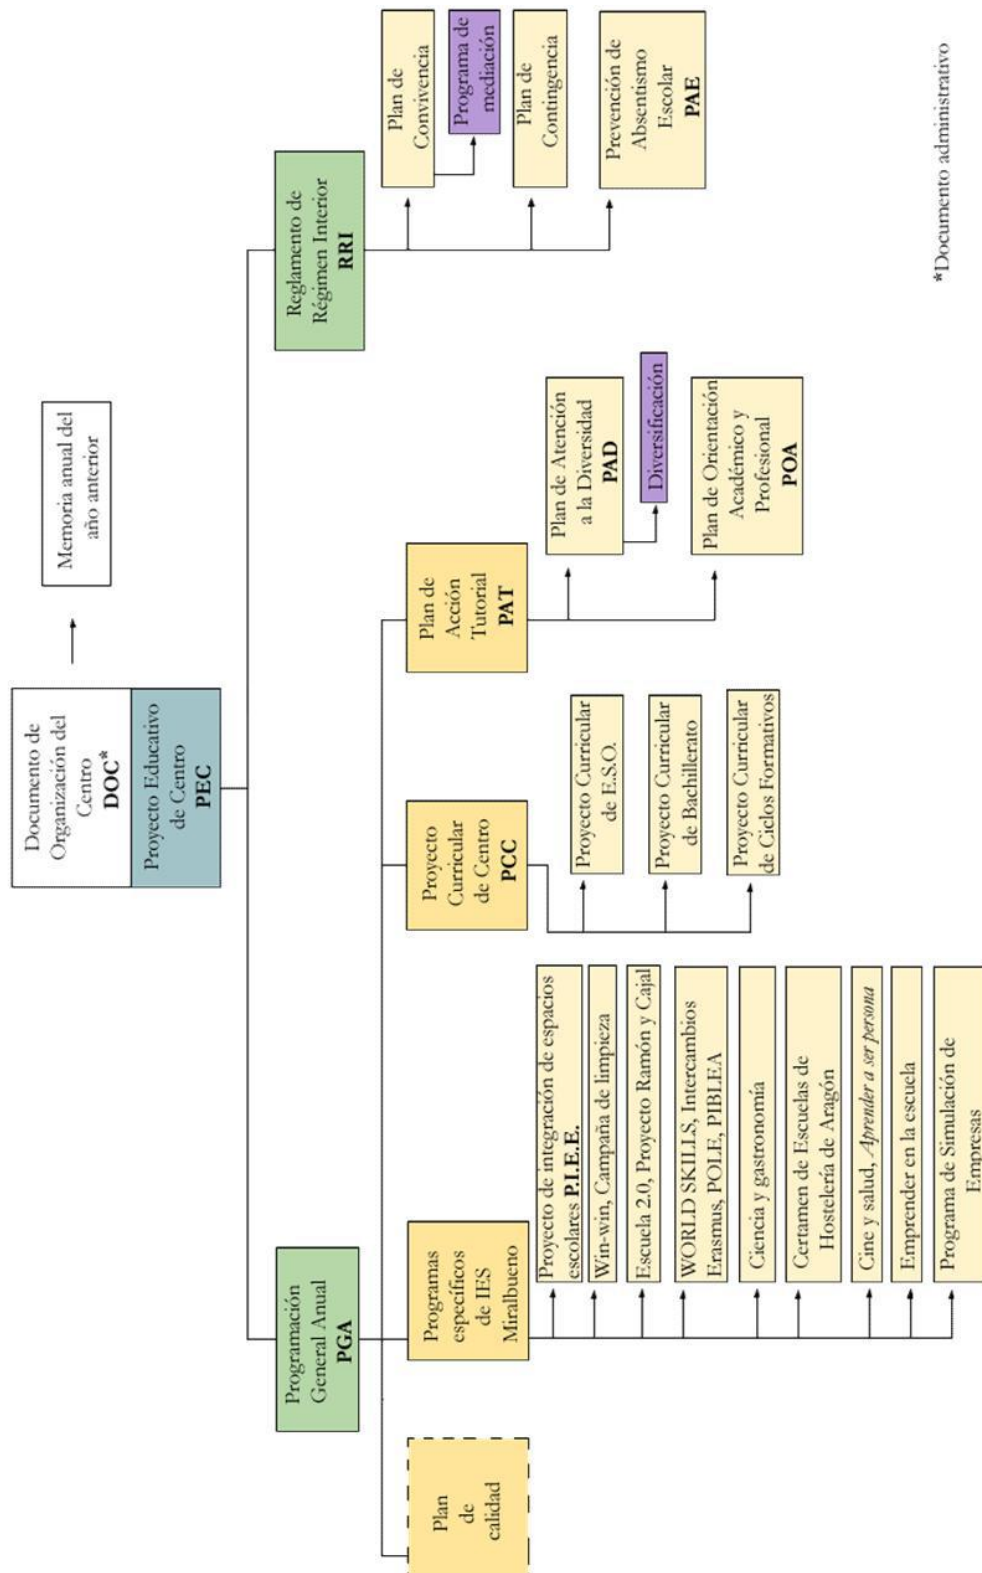 Documento de
Organización del
Centro
DOC*
Memoria anual del
año anterior
Proyecto Educativo
de Centro
PEC
Programación
General Anual
PGA
Reglamento de
Régimen Interior
RRI
Plan
de
calidad
Programas
específicos
de IES
Miralbueno
Proyecto de integración de espacios
escolares P.I.E.E.
Win-win, Campaña de limpieza
Escuela 2.0, Proyecto Ramón y Cajal
WORLD SKILLS, Intercambios
Erasmus, POLE, PIBLEA
Ciencia y gastronomía
Certamen de Escuelas de
Hostelería de Aragón
Cine y salud, Aprender a ser persona
Emprender en la escuela
Programa de Simulación de
Empresas
Proyecto
Curricular
de Centro
PCC
Proyecto Curricular
de E.S.O.
Proyecto Curricular
de Bachillerato
Proyecto Curricular
de Ciclos Formativos
Plan de
Acción
Tutorial
PAT
Plan de Atención
a la Diversidad
PAD
Diversificación
Plan de Orientación
Académico y
Profesional
POA
Plan de
Convivencia
Programa de
mediación
Plan de
Contingencia
Prevención de
Absentismo
Escolar
PAE
*Documento administrativo